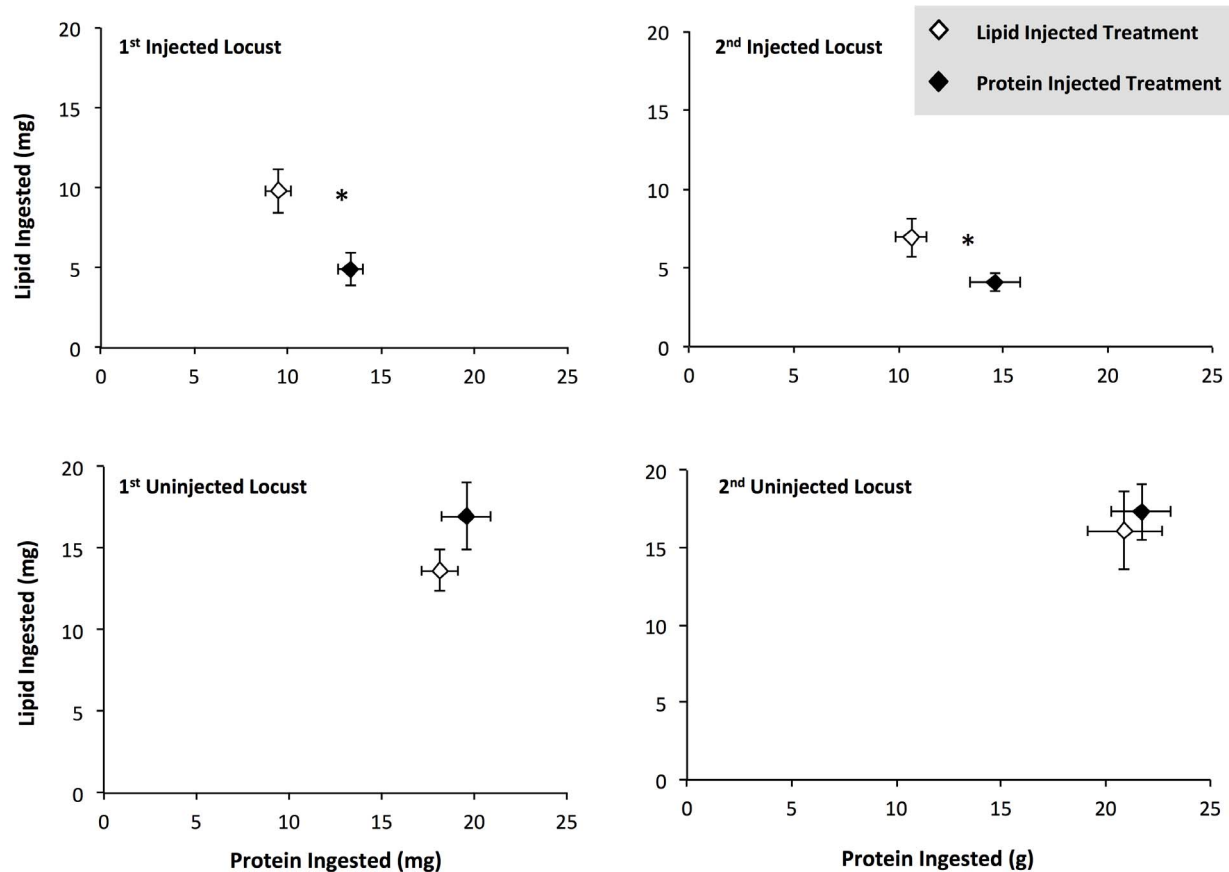 1st Injected Locust
20
15
10
5
0
0 5 10 15 20 25
Lipid Ingested (mg)
2nd Injected Locust
20
15
10
5
0
0 5 10 15 20 25
Lipid Injected Treatment
Protein Injected Treatment
*
*
1st Uninjected Locust
20
15
10
5
0
0 5 10 15 20 25
Lipid Ingested (mg)
Protein Ingested (mg)
2nd Uninjected Locust
20
15
10
5
0
0 5 10 15 20 25
Protein Ingested (g)